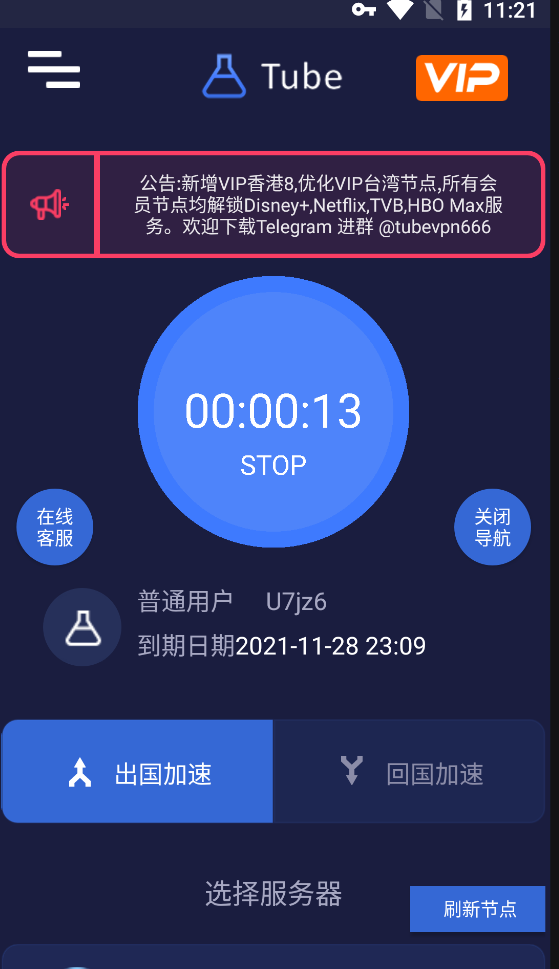 11:21
Tube
VIP
公告:新增VIP香港8,优化VIP台湾节点,所有会
员节点均解锁Disney+,Netflix,TVB,HBO Max服
务。欢迎下载Telegram 进群 @tubevpn666
00:00:13
STOP
在线
客服
关闭
导航
普通用户 U7jz6
到期日期2021-11-28 23:09
出国加速
回国加速
选择服务器
刷新节点